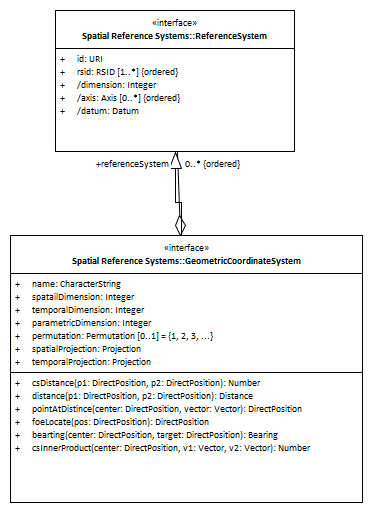 «interface»
Spatial Reference Systems::ReferenceSystem
+ id: URI
+ rsid: RSID [1..*] {ordered}
+ /dimension: Integer
+ /axis: Axis [0..*] {ordered}
+ /datum: Datum
+referenceSystem 0..* {ordered}
«interface»
Spatial Reference Systems::GeometricCoordinateSystem
+ name: CharacterString
+ spatailDimension: Integer
+ temporalDimension: Integer
+ parametricDimension: Integer
+ permutation: Permutation [0..1] = {1, 2, 3, ...}
+ spatialProjection: Projection
+ temporalProjection: Projection
+ csDistance(p1: DirectPosition, p2: DirectPosition): Number
+ distance(p1: DirectPosition, p2: DirectPosition): Distance
+ pointAtDistince(center: DirectPosition, vector: Vector): DirectPosition
+ foeLocate(pos: DirectPosition): DirectPosition
+ bearting(center: DirectPosition, target: DirectPosition): Bearing
+ csInnerProduct(center: DirectPosition, v1: Vector, v2: Vector): Number